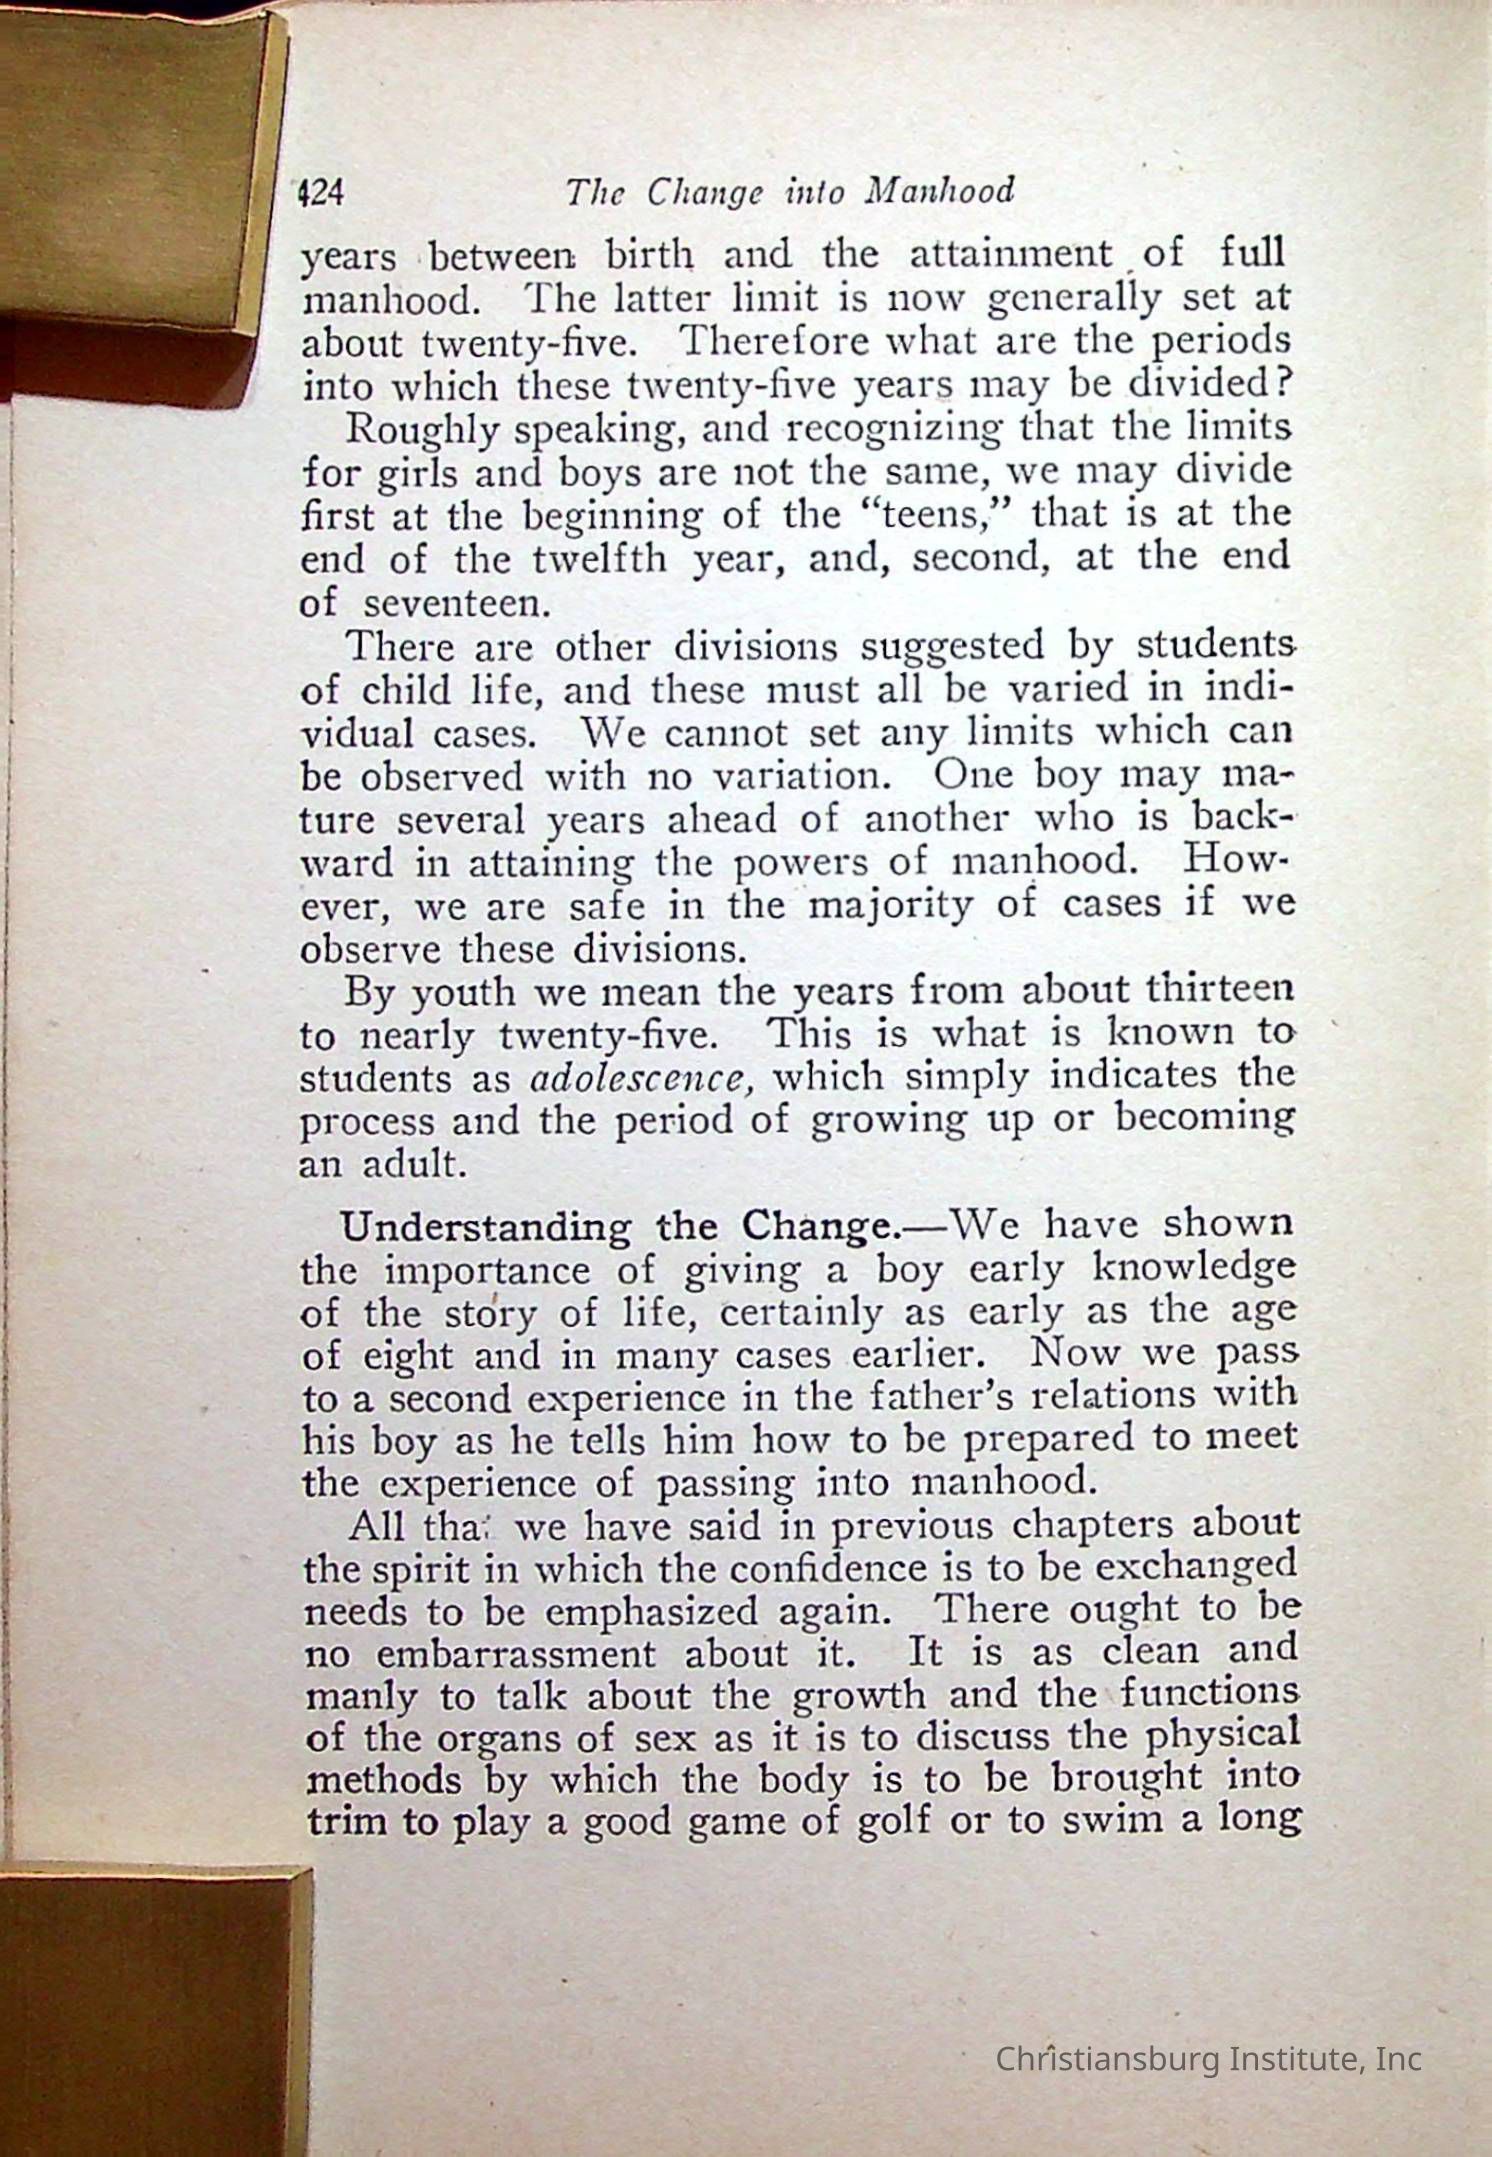 424 The Change into Manhood
years between birth and the attainment of full
manhood. The latter limit is now generally set at
about twenty-five. Therefore what are the periods
into which these twenty-five years may be divided?
Roughly speaking, and recognizing that the limits
for girls and boys are not the same, we may divide
first at the beginning of the “teens,” that is at the
end of the twelfth year, and, second, at the end
of seventeen.
There are other divisions suggested by students
of child life, and these must all be varied in indi-
vidual cases. We cannot set any limits which can
be observed with no variation. One boy may ma-
ture several years ahead of another who is back-
ward in attaining the powers of manhood. How-
ever, we are safe in the majority of cases if we
observe these divisions.
By youth we mean the years from about thirteen
to nearly twenty-five. This is what is known to
students as adolescence, which simply indicates the
process and the period of growing up or becoming
an adult.
Understanding the Change.—We have shown
the importance of giving a boy early knowledge
of the story of life, certainly as early as the age
of eight and in many cases earlier. Now we pass
to a second experience in the father’s relations with
his boy as he tells him how to be prepared to meet
the experience of passing into manhood.
All that we have said in previous chapters about
the spirit in which the confidence is to be exchanged
needs to be emphasized again. There ought to be
no embarrassment about it. It is as clean and
manly to talk about the growth and the functions
of the organs of sex as it is to discuss the physical
methods by which the body is to be brought into
trim to play a good game of golf or to swim a long
Christiansburg Institute, Inc